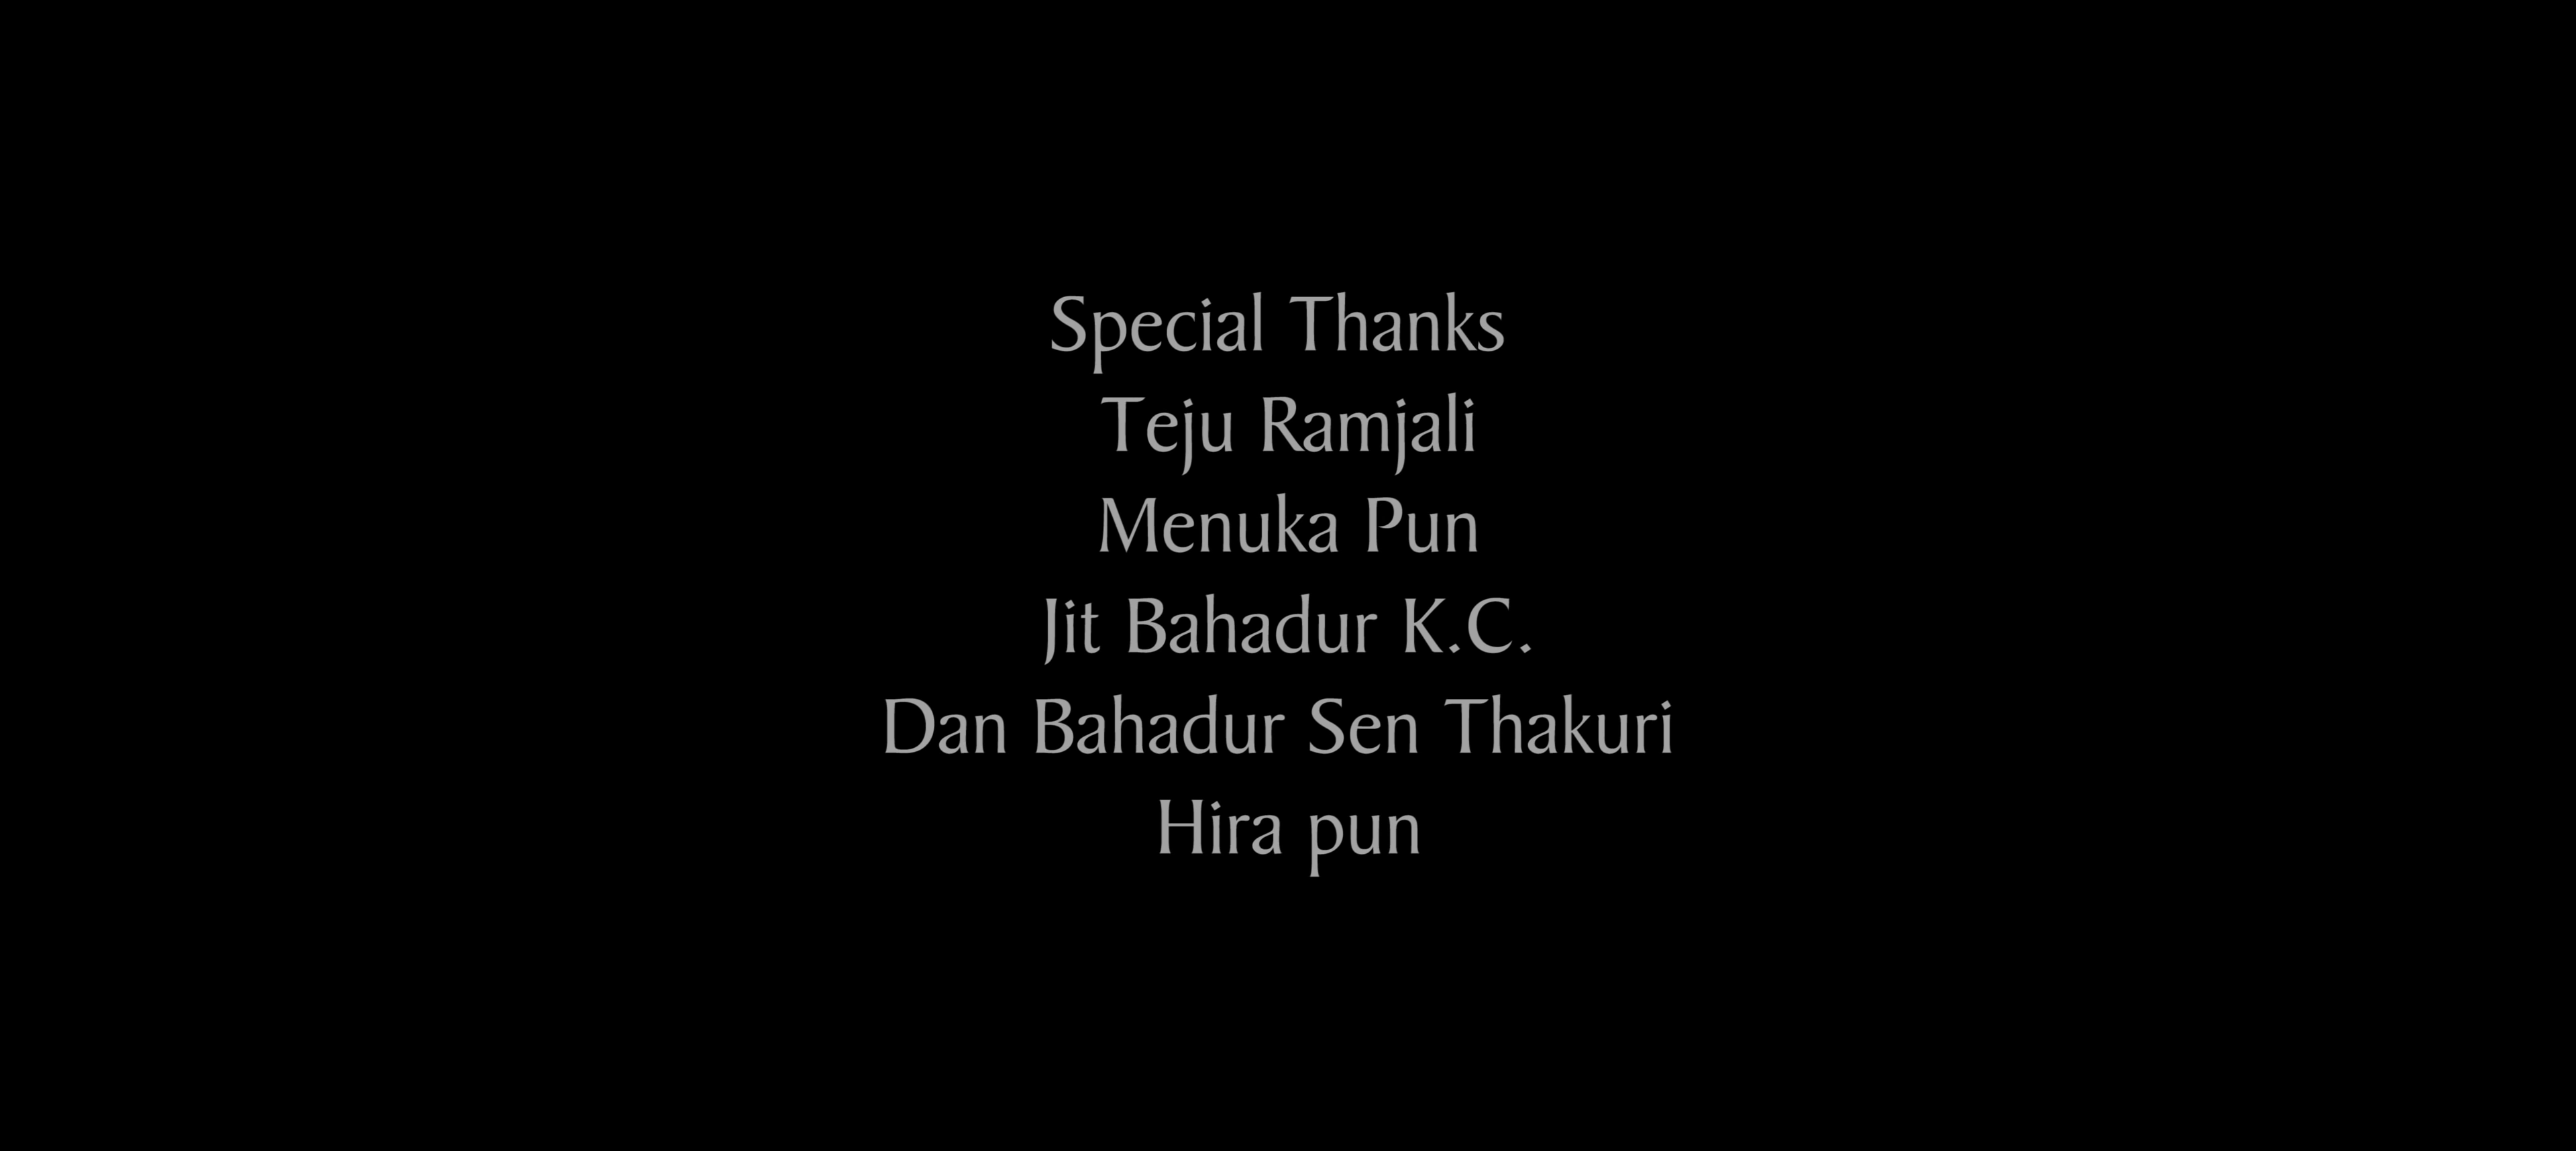 Special Thanks
Teju Ramjali
Menuka Pun
Jit Bahadur K.C.
Dan Bahadur Sen Thakuri
Hira pun